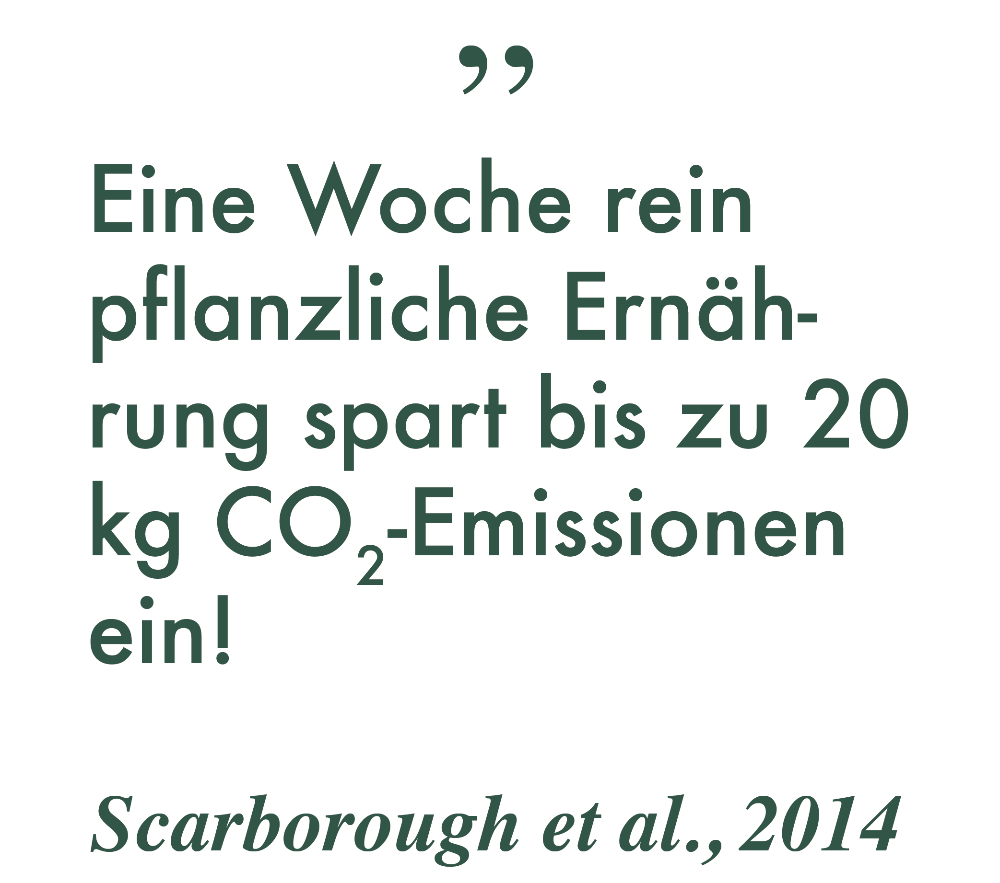 ”
Eine Woche rein
pflanzliche Ernäh-
rung spart bis zu 20
kg CO₂-Emissionen
ein!
Scarborough et al., 2014